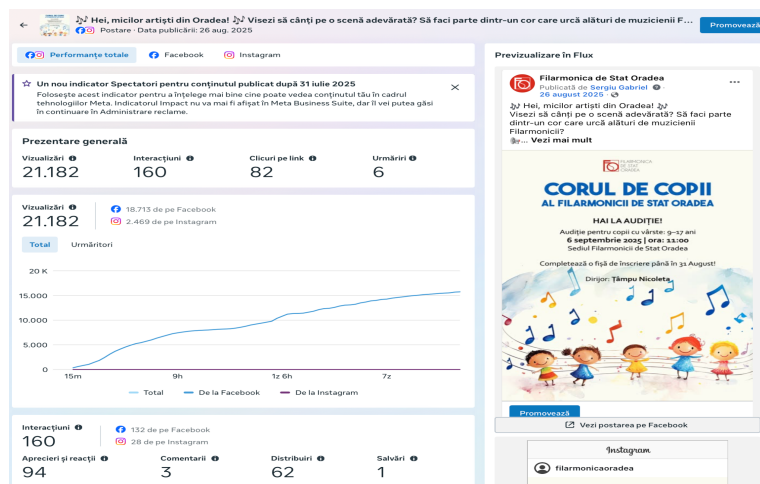 🎶 Hei, micilor artiști din Oradea! 🎶 Visezi să cânți pe o scenă adevărată? Să faci parte dintr-un cor care urcă alături de muzicienii F...
Postare · Data publicării: 26 aug. 2025
Promovează
Performanțe totale
Facebook
Instagram
Un nou indicator Spectatori pentru conținutul publicat după 31 iulie 2025
Folosește acest indicator pentru a înțelege mai bine cine poate vedea conținutul tău în cadrul
tehnologiilor Meta. Indicatorul Impact nu va mai fi afișat în Meta Business Suite, dar îl vei putea găsi
în continuare în Administrare reclame.
Prezentare generală
Vizualizări Interacțiuni Clicuri pe link Urmăriri
21.182 160 82 6
Vizualizări
21.182
18.713 de pe Facebook
2.469 de pe Instagram
Total Urmăritori
20 K
15.000
10.000
5.000
0
15m 9h 1z 6h 7z
Total De la Facebook De la Instagram
Interacțiuni
160
132 de pe Facebook
28 de pe Instagram
Aprecieri și reacții Comentarii Distribuiri Salvări
94 3 62 1
Previzualizare în Flux
Filarmonica de Stat Oradea
Publicată de Sergiu Gabriel
26 august 2025
🎶 Hei, micilor artiști din Oradea! 🎶
Visezi să cânți pe o scenă adevărată? Să faci parte
dintr-un cor care urcă alături de muzicienii
Filarmonicii?
... Vezi mai mult
FILARMONICA
DE STAT
ORADEA
CORUL DE COPII
AL FILARMONICII DE STAT ORADEA
HAI LA AUDIȚIE!
Audiție pentru copii cu vârste: 9–17 ani
6 septembrie 2025 | ora: 11:00
Sediul Filarmonicii de Stat Oradea
Completează o fișă de înscriere până în 31 August!
Dirijor: Țâmpu Nicoleta
Promovează
Vezi postarea pe Facebook
Instagram
filarmonicaoradea